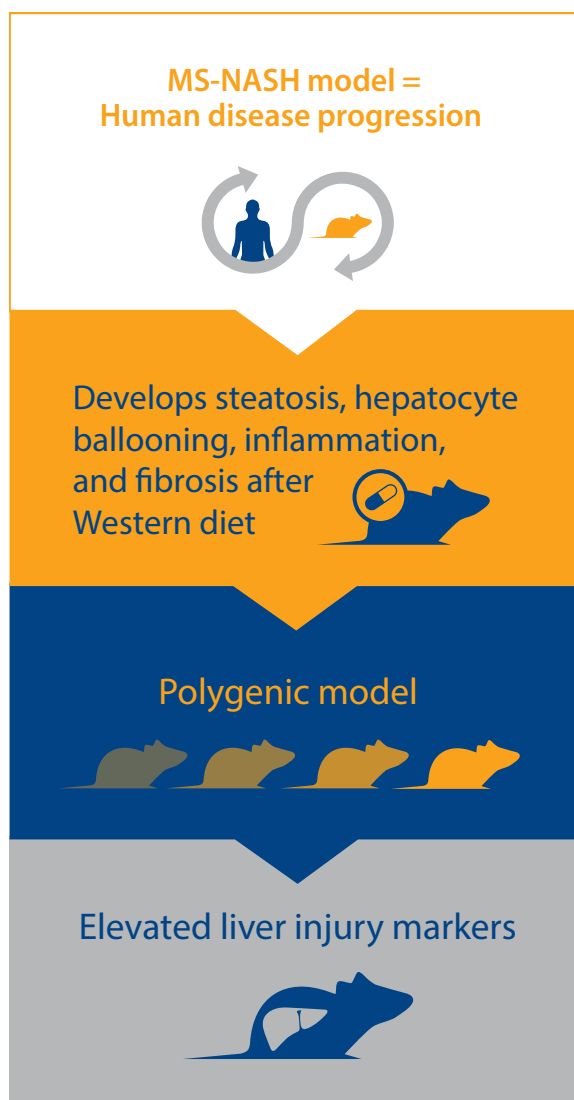 MS-NASH model =
Human disease progression
Develops steatosis, hepatocyte
ballooning, inflammation,
and fibrosis after
Western diet
Polygenic model
Elevated liver injury markers